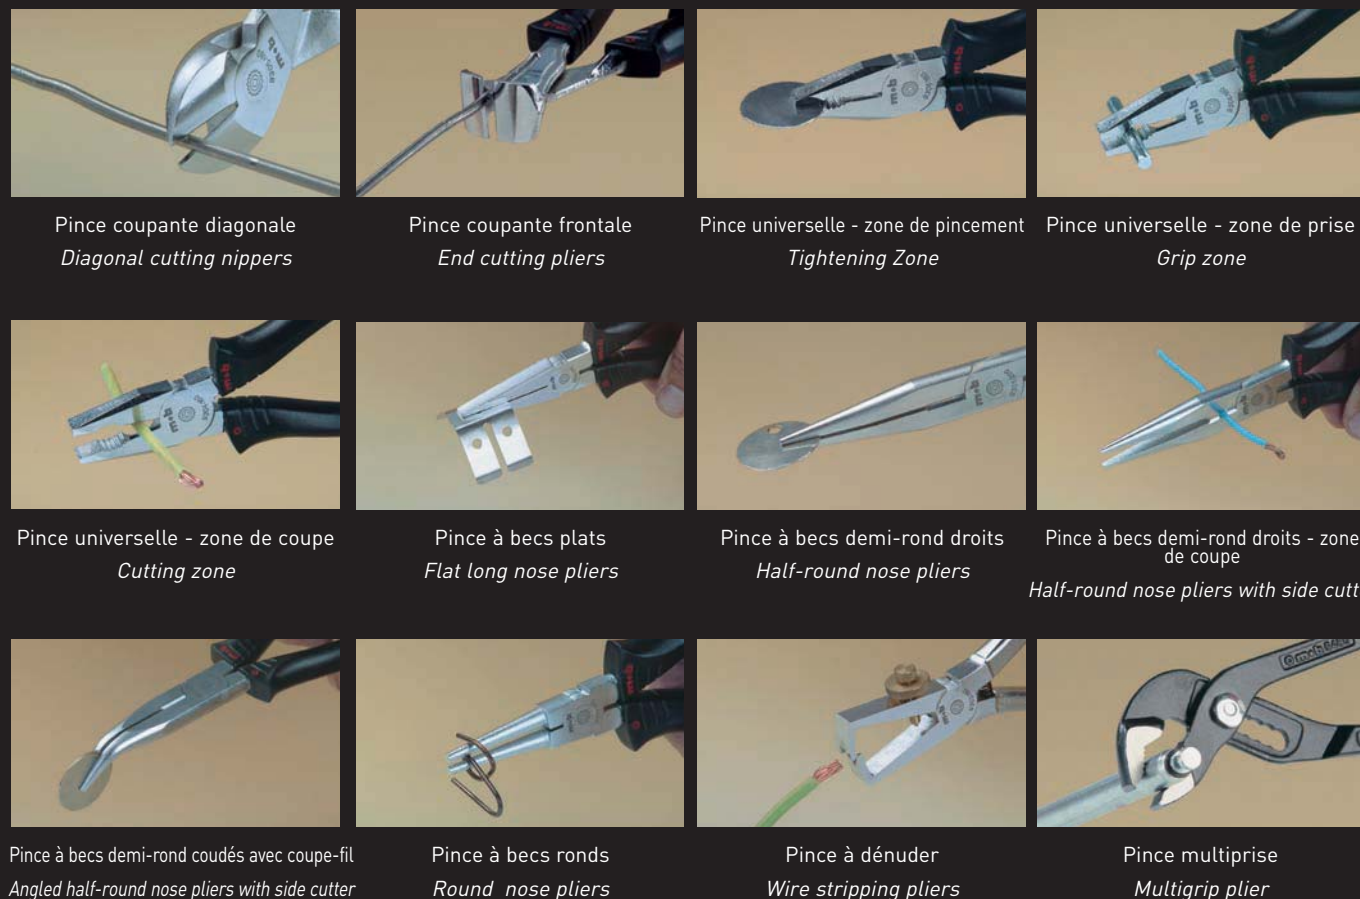 Pince coupante diagonale
Diagonal cutting nippers
Pince coupante frontale
End cutting pliers
Pince universelle - zone de pincement
Tightening Zone
Pince universelle - zone de prise
Grip zone
Pince universelle - zone de coupe
Cutting zone
Pince à becs plats
Flat long nose pliers
Pince à becs demi-rond droits
Half-round nose pliers
Pince à becs demi-rond droits - zone
de coupe
Half-round nose pliers with side cutt
Pince à becs demi-rond coudés avec coupe-fil
Angled half-round nose pliers with side cutter
Pince à becs ronds
Round nose pliers
Pince à dénuder
Wire stripping pliers
Pince multiprise
Multigrip plier